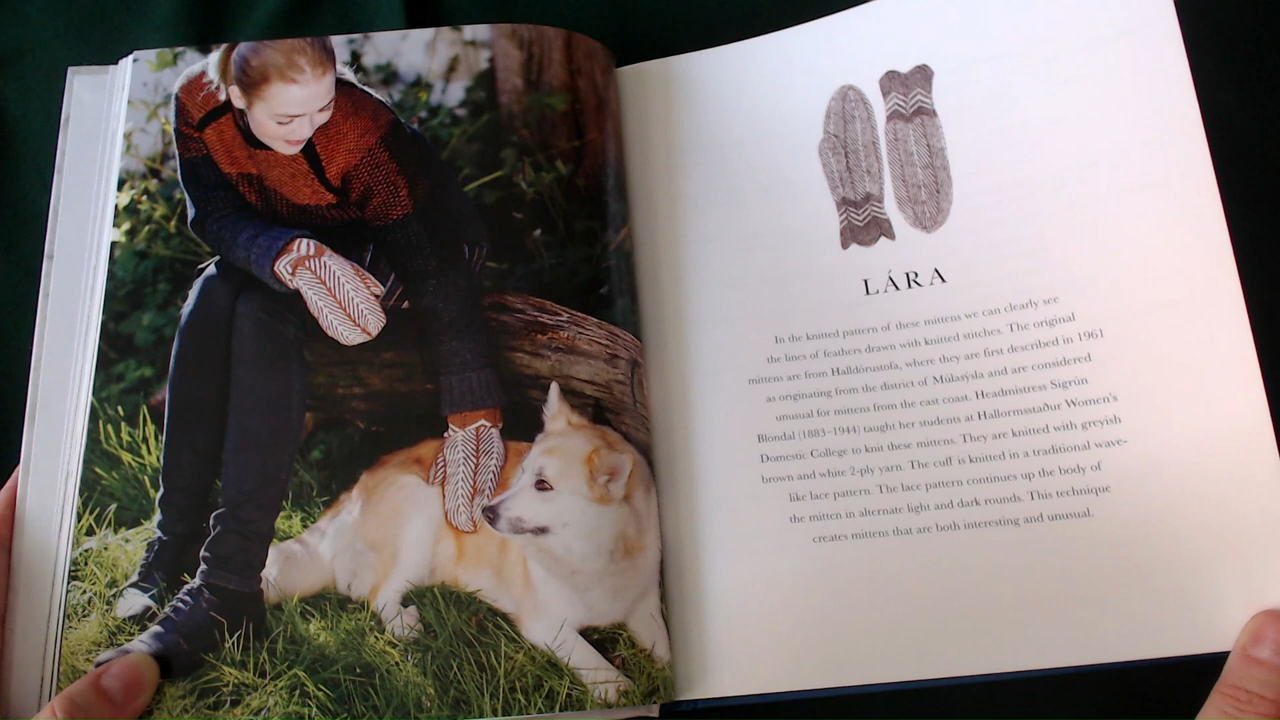 LÁRA
In the knitted pattern of these mittens we can clearly see
the lines of feathers drawn with knitted stitches. The original
mittens are from Halldórustofa, where they are first described in 1961
as originating from the district of Múlasýsla and are considered
unusual for mittens from the east coast. Headmistress Sigrún
Blöndal (1883–1944) taught her students at Hallormsstaður Women's
Domestic College to knit these mittens. They are knitted with greyish
brown and white 2-ply yarn. The cuff is knitted in a traditional wave-
like lace pattern. The lace pattern continues up the body of
the mitten in alternate light and dark rounds. This technique
creates mittens that are both interesting and unusual.